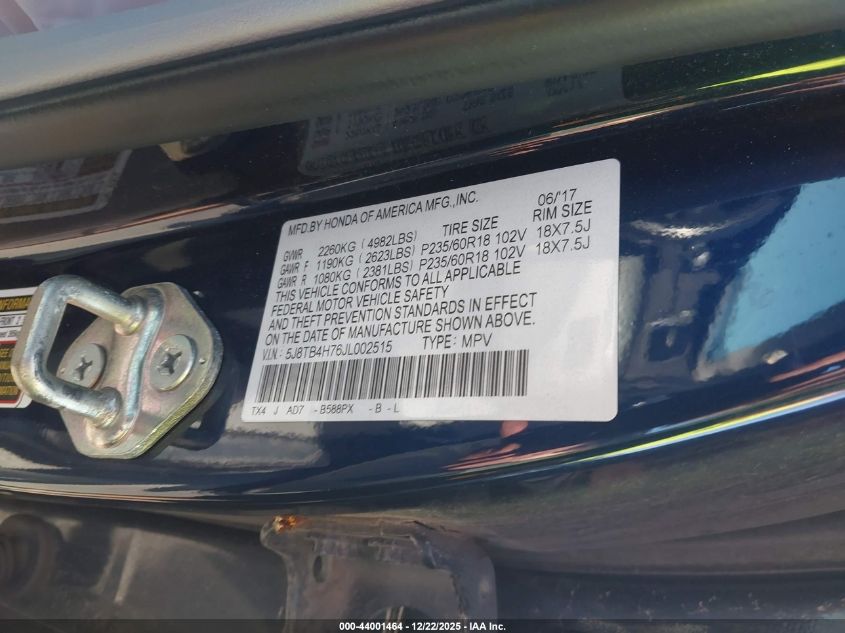 MFD.BY HONDA OF AMERICA MFG.,INC. 06/'17
GVWR 2260KG (4982LBS) TIRE SIZE RIM SIZE
GAWR F 1190KG (2623LBS) P235/60R18 102V 18X7.5J
GAWR R 1080KG (2381LBS) P235/60R18 102V 18X7.5J
THIS VEHICLE CONFORMS TO ALL APPLICABLE
FEDERAL MOTOR VEHICLE SAFETY
AND THEFT PREVENTION STANDARDS IN EFFECT
ON THE DATE OF MANUFACTURE SHOWN ABOVE.
V.I.N.: 5J8TB4H76JL002515 TYPE: MPV
TX4 J AD7 -B588PX -B -L
000-44001464 - 12/22/2025 - IAA, Inc.